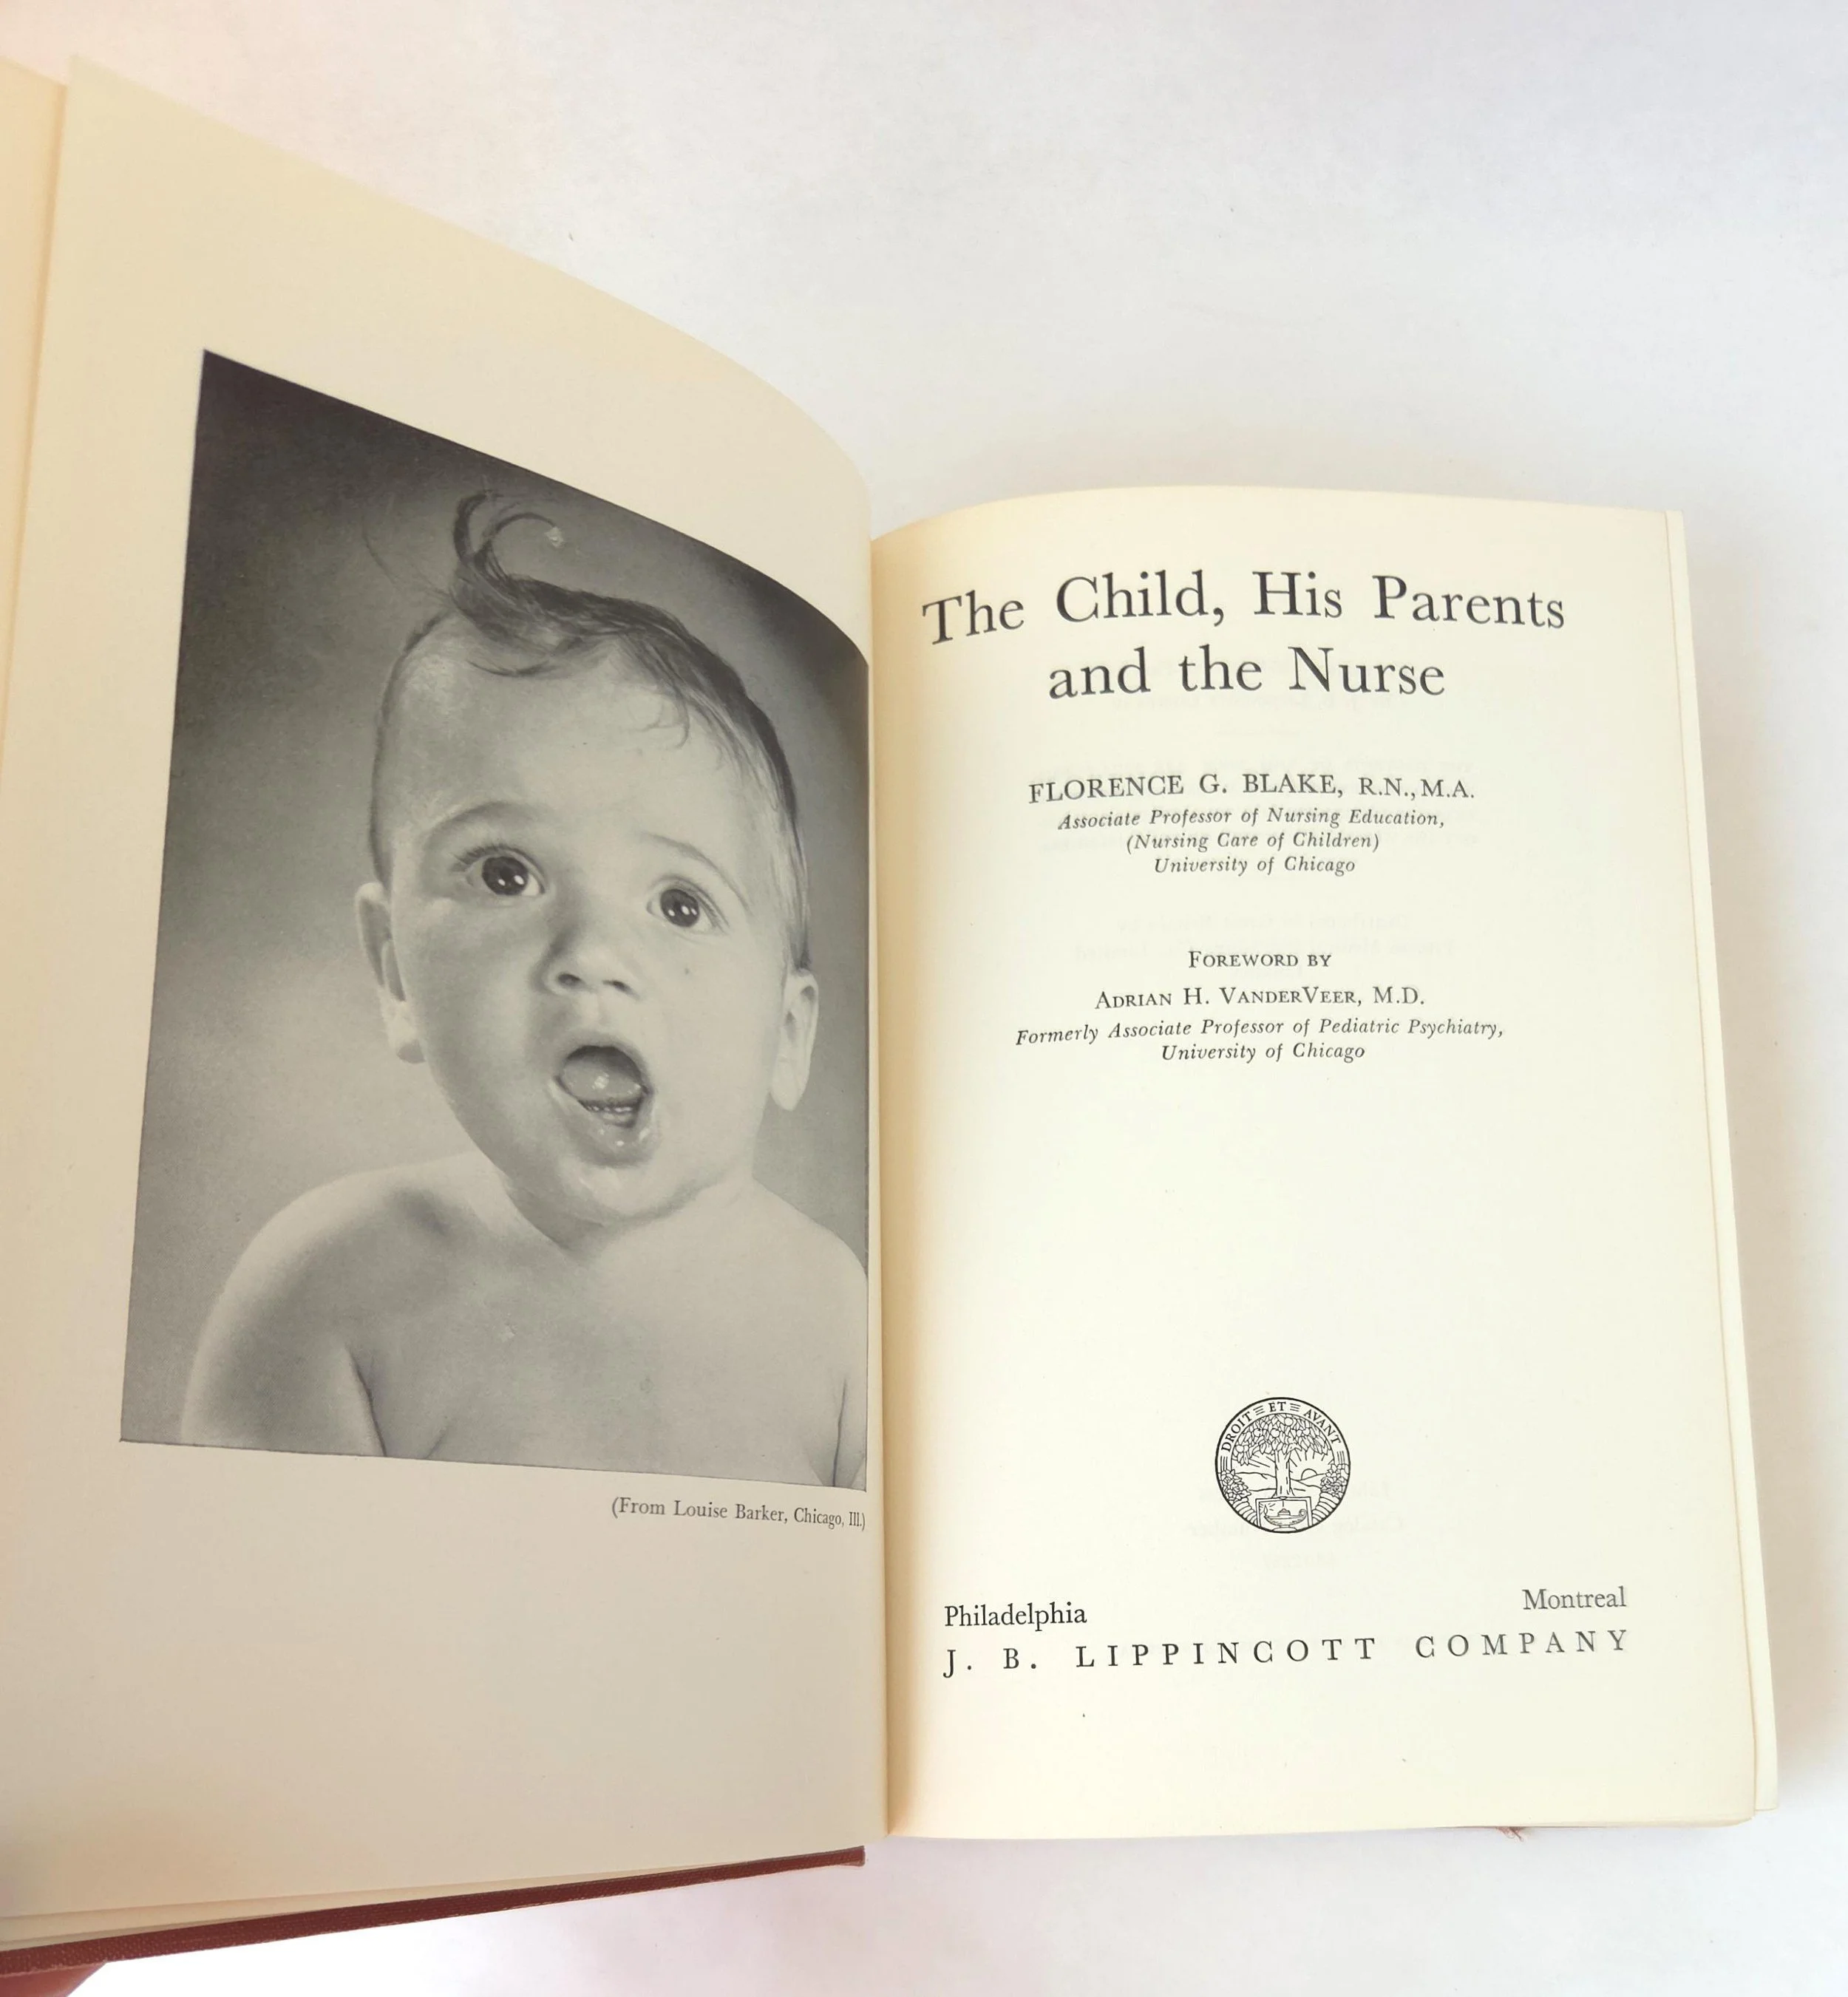 (From Louise Barker, Chicago, Ill.)
The Child, His Parents
and the Nurse
FLORENCE G. BLAKE, R.N., M.A.
Associate Professor of Nursing Education,
(Nursing Care of Children)
University of Chicago
FOREWORD BY
ADRIAN H. VANDERVEER, M.D.
Formerly Associate Professor of Pediatric Psychiatry,
University of Chicago
DROIT ET AVANT
Philadelphia Montreal
J. B. LIPPINCOTT COMPANY